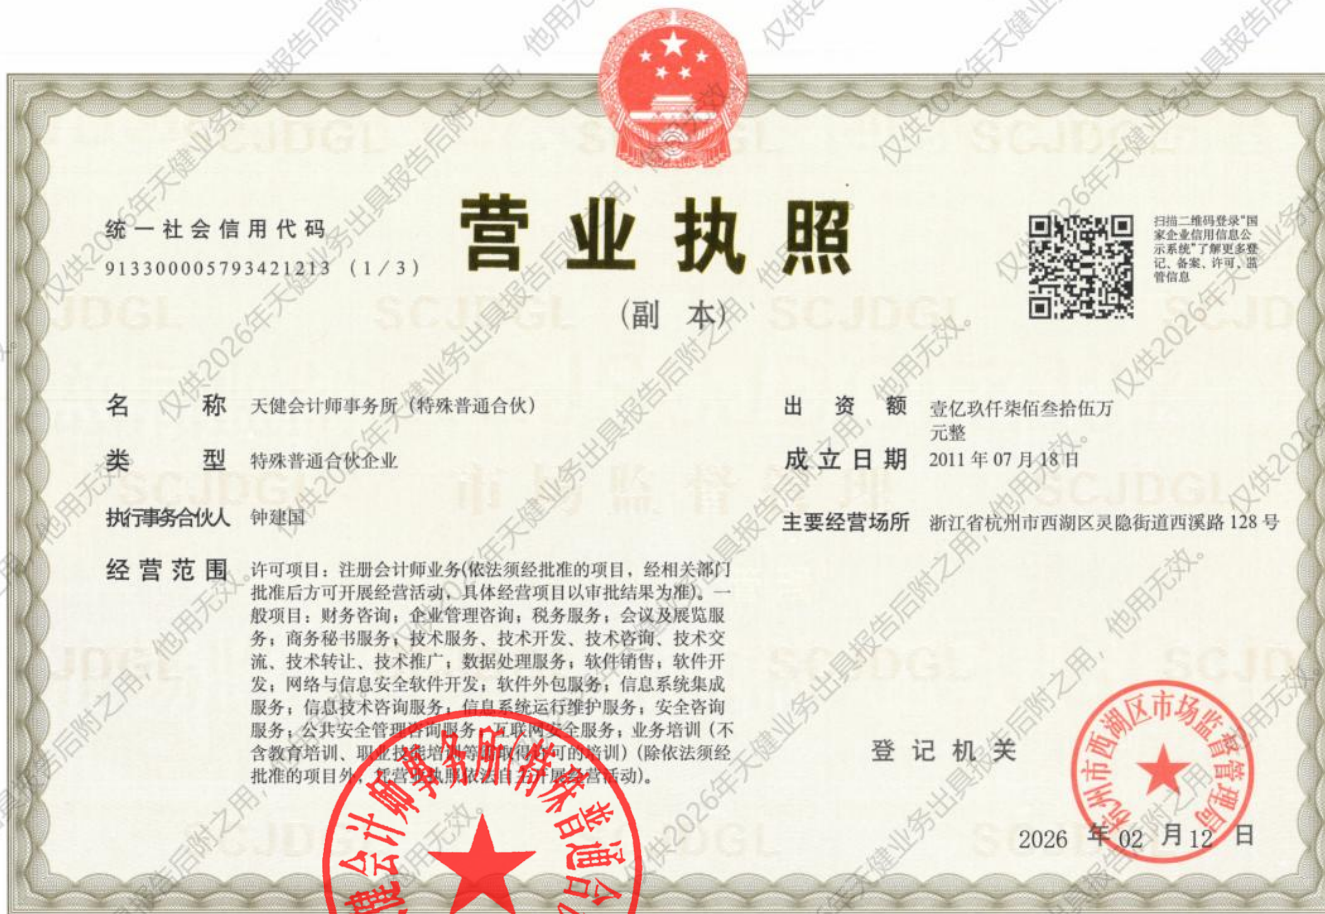 营业执照
(副 本)
统一社会信用代码
913300005793421213 (1/3)
扫描二维码登录“国
家企业信用信息公
示系统”了解更多登
记、备案、许可、监
管信息
名 称 天健会计师事务所（特殊普通合伙）
类 型 特殊普通合伙企业
执行事务合伙人 钟建国
经营范围 许可项目：注册会计师业务(依法须经批准的项目，经相关部门
批准后方可开展经营活动，具体经营项目以审批结果为准)。一
般项目：财务咨询；企业管理咨询；税务服务；会议及展览服
务；商务秘书服务；技术服务、技术开发、技术咨询、技术交
流、技术转让、技术推广；数据处理服务；软件销售；软件开
发；网络与信息安全软件开发；软件外包服务；信息系统集成
服务；信息技术咨询服务；信息系统运行维护服务；安全咨询
服务；公共安全管理咨询服务；互联网安全服务；业务培训（不
含教育培训、职业技能培训等需取得许可的培训）(除依法须经
批准的项目外，凭营业执照依法自主开展经营活动)。
出 资 额 壹亿玖仟柒佰叁拾伍万
元整
成立日期 2011年07月18日
主要经营场所 浙江省杭州市西湖区灵隐街道西溪路128号
登记机关
2026 年 02 月 12 日
杭州市西湖区市场监督管理局
健会计师事务所(特殊普通合
仅供2026年天健业务出具报告后附之用，他用无效。
SCJDGL
市场监督管理